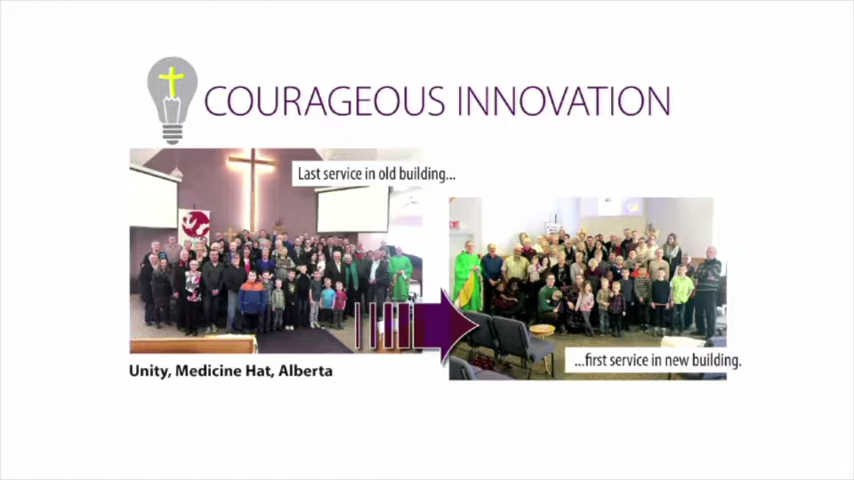 COURAGEOUS INNOVATION
Last service in old building...
...first service in new building.
Unity, Medicine Hat, Alberta